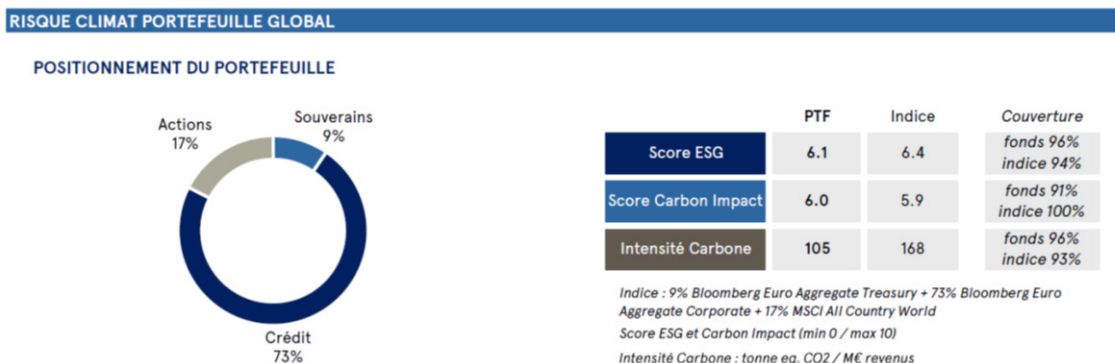 RISQUE CLIMAT PORTEFEUILLE GLOBAL
POSITIONNEMENT DU PORTEFEUILLE
Actions
17%
Souverains
9%
Crédit
73%
PTF Indice Couverture
Score ESG 6.1 6.4 fonds 96%
indice 94%
Score Carbon Impact 6.0 5.9 fonds 91%
indice 100%
Intensité Carbone 105 168 fonds 96%
indice 93%
Indice : 9% Bloomberg Euro Aggregate Treasury + 73% Bloomberg Euro
Aggregate Corporate + 17% MSCI All Country World
Score ESG et Carbon Impact (min 0 / max 10)
Intensité Carbone : tonne eq. CO2 / M€ revenus